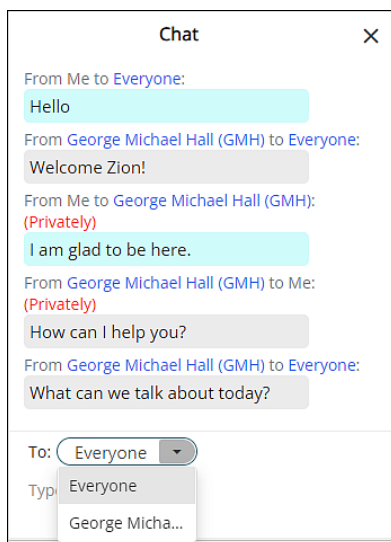 Chat
From Me to Everyone:
Hello
From George Michael Hall (GMH) to Everyone:
Welcome Zion!
From Me to George Michael Hall (GMH):
(Privately)
I am glad to be here.
From George Michael Hall (GMH) to Me:
(Privately)
How can I help you?
From George Michael Hall (GMH) to Everyone:
What can we talk about today?
To: Everyone
Type
Everyone
George Micha...